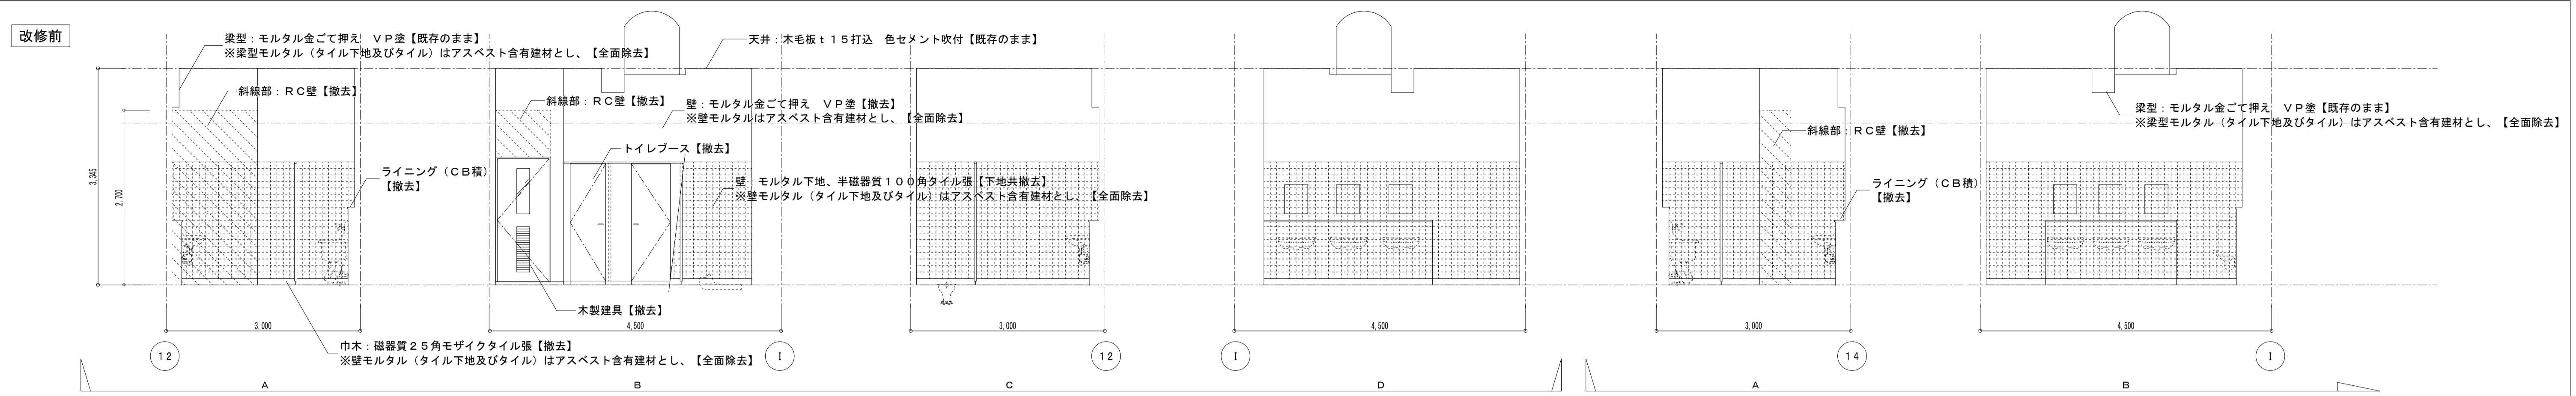 改修前
梁型：モルタル金ごて押え　ＶＰ塗【既存のまま】
※梁型モルタル（タイル下地及びタイル）はアスベスト含有建材とし、【全面除去】
斜線部：ＲＣ壁【撤去】
ライニング（ＣＢ積）
【撤去】
3,345
2,700
3,000
巾木：磁器質２５角モザイクタイル張【撤去】
※壁モルタル（タイル下地及びタイル）はアスベスト含有建材とし、【全面除去】
１２
Ａ
天井：木毛板ｔ１５打込　色セメント吹付【既存のまま】
斜線部：ＲＣ壁【撤去】
壁：モルタル金ごて押え　ＶＰ塗【撤去】
※壁モルタルはアスベスト含有建材とし、【全面除去】
トイレブース【撤去】
壁：モルタル下地、半磁器質１００角タイル張【下地共撤去】
※壁モルタル（タイル下地及びタイル）はアスベスト含有建材とし、【全面除去】
木製建具【撤去】
4,500
Ｉ
Ｂ
3,000
１２
Ｃ
4,500
Ｉ
Ｄ
斜線部：ＲＣ壁【撤去】
ライニング（ＣＢ積）
【撤去】
3,000
１４
Ａ
梁型：モルタル金ごて押え　ＶＰ塗【既存のまま】
※梁型モルタル（タイル下地及びタイル）はアスベスト含有建材とし、【全面除去】
4,500
Ｉ
Ｂ